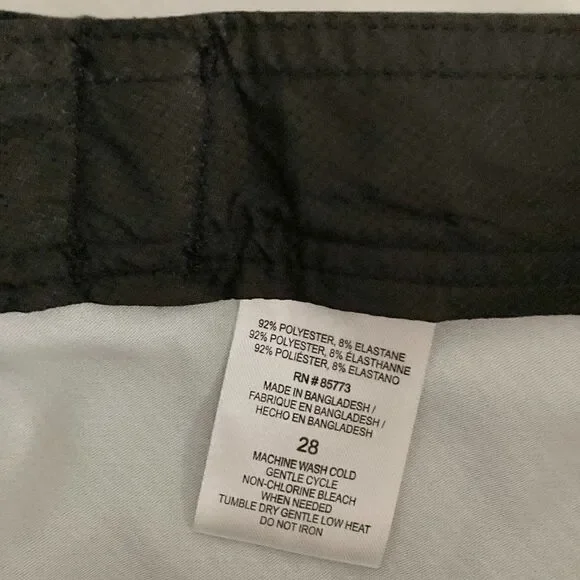 92% POLYESTER, 8% ELASTANE
92% POLYESTER, 8% ÉLASTHANNE
92% POLIÉSTER, 8% ELASTANO
RN # 85773
MADE IN BANGLADESH /
FABRIQUE EN BANGLADESH /
HECHO EN BANGLADESH
28
MACHINE WASH COLD
GENTLE CYCLE
NON-CHLORINE BLEACH
WHEN NEEDED
TUMBLE DRY GENTLE LOW HEAT
DO NOT IRON